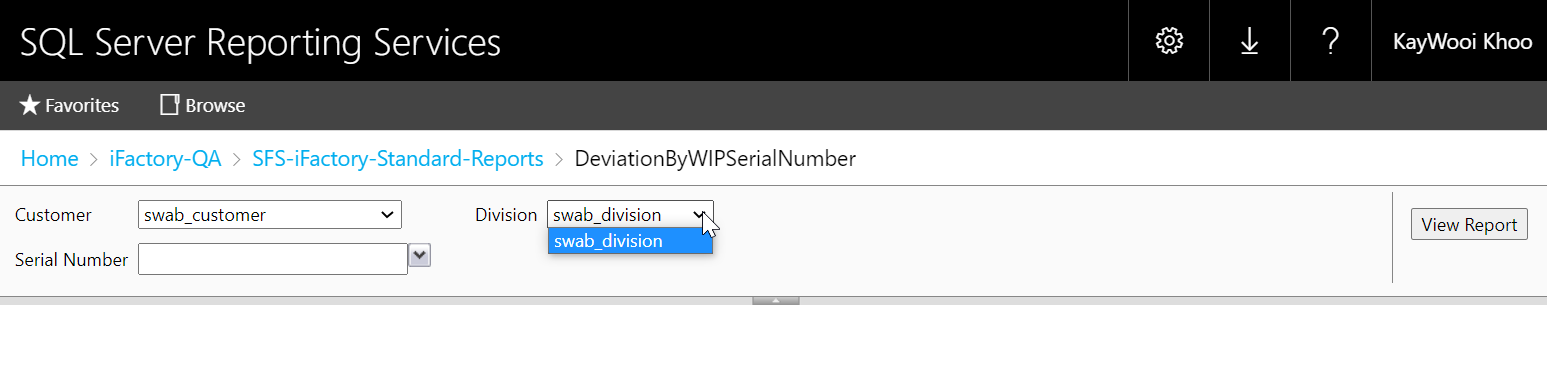 SQL Server Reporting Services
KayWooi Khoo
Favorites Browse
Home > iFactory-QA > SFS-iFactory-Standard-Reports > DeviationByWIPSerialNumber
Customer swab_customer Division swab_division
View Report
swab_division
Serial Number